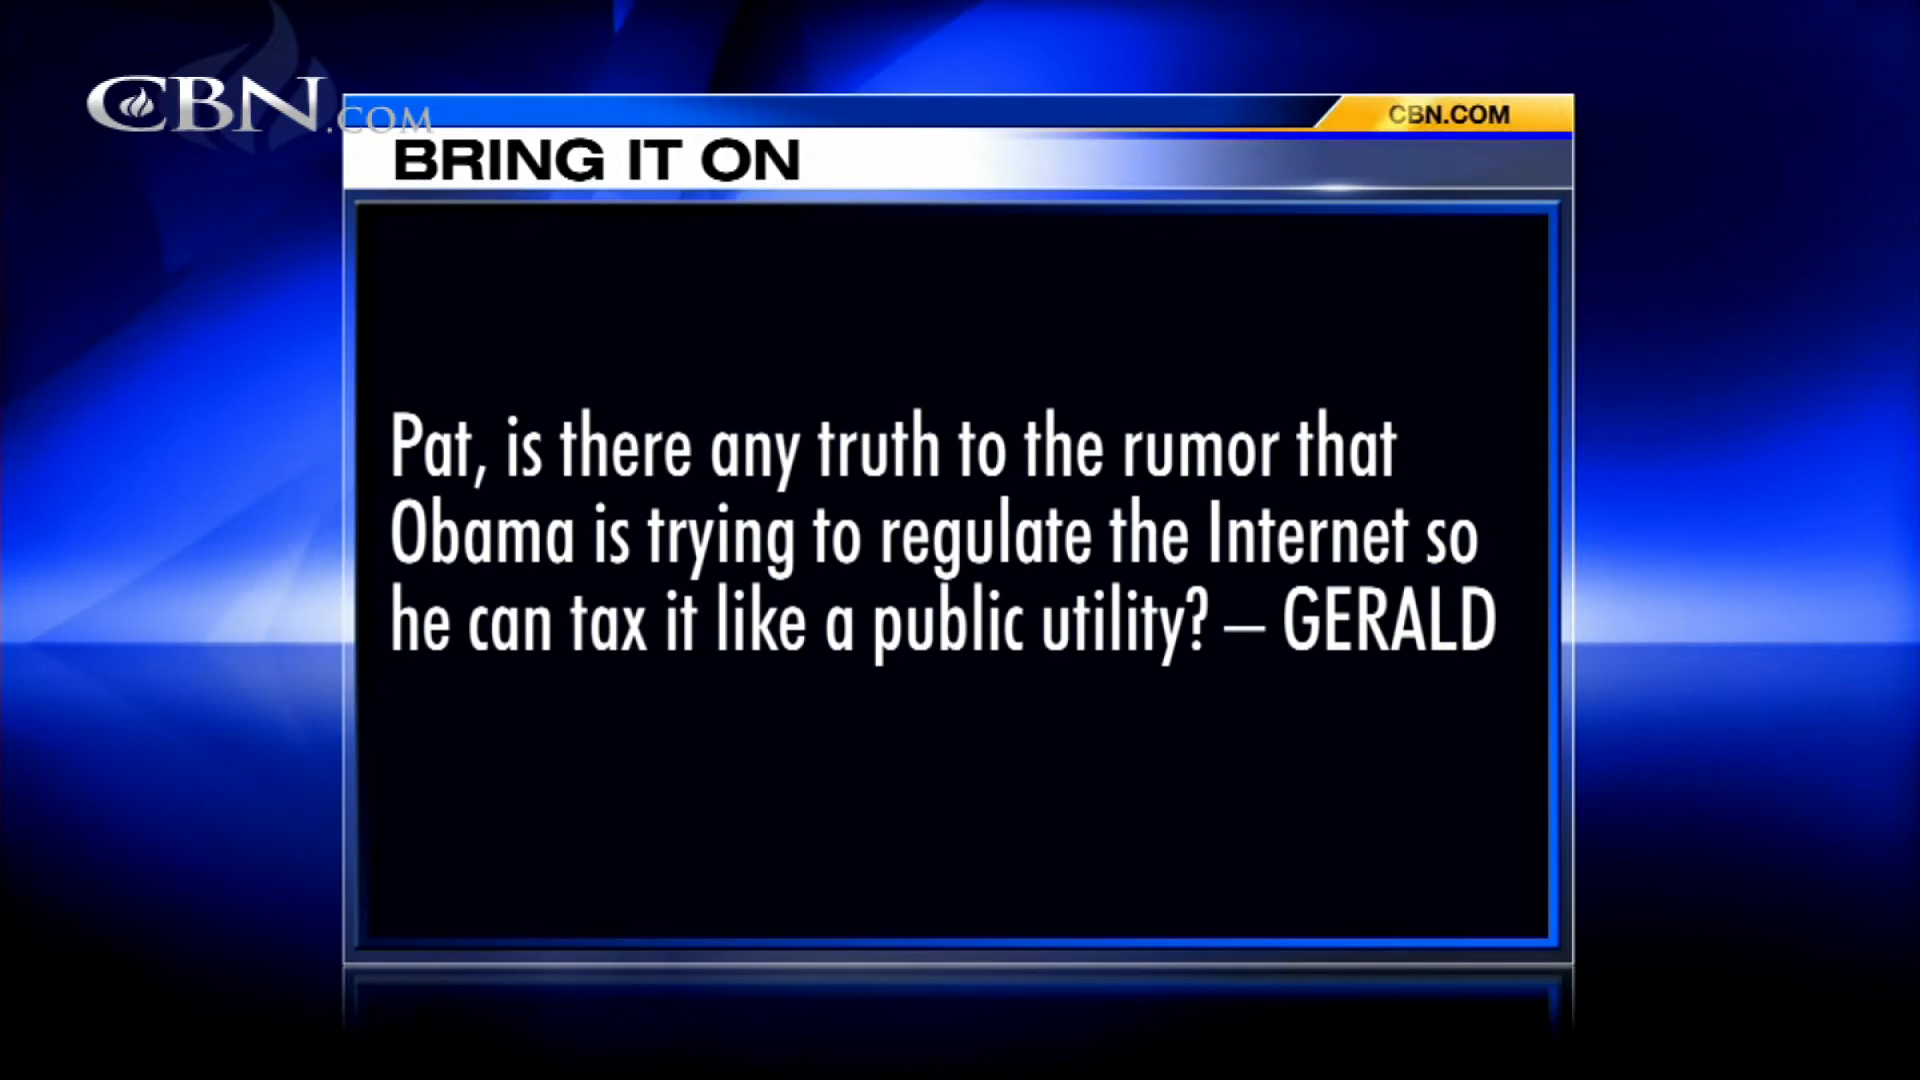 CBN.COM
CBN.COM
BRING IT ON
Pat, is there any truth to the rumor that
Obama is trying to regulate the Internet so
he can tax it like a public utility? – GERALD